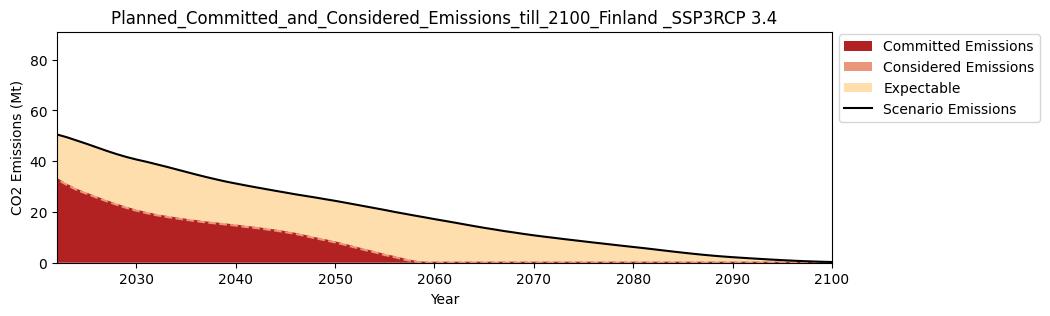 Planned_Committed_and_Considered_Emissions_till_2100_Finland _SSP3RCP 3.4
Committed Emissions
Considered Emissions
Expectable
Scenario Emissions
CO2 Emissions (Mt)
80
60
40
20
0
2030 2040 2050 2060 2070 2080 2090 2100
Year